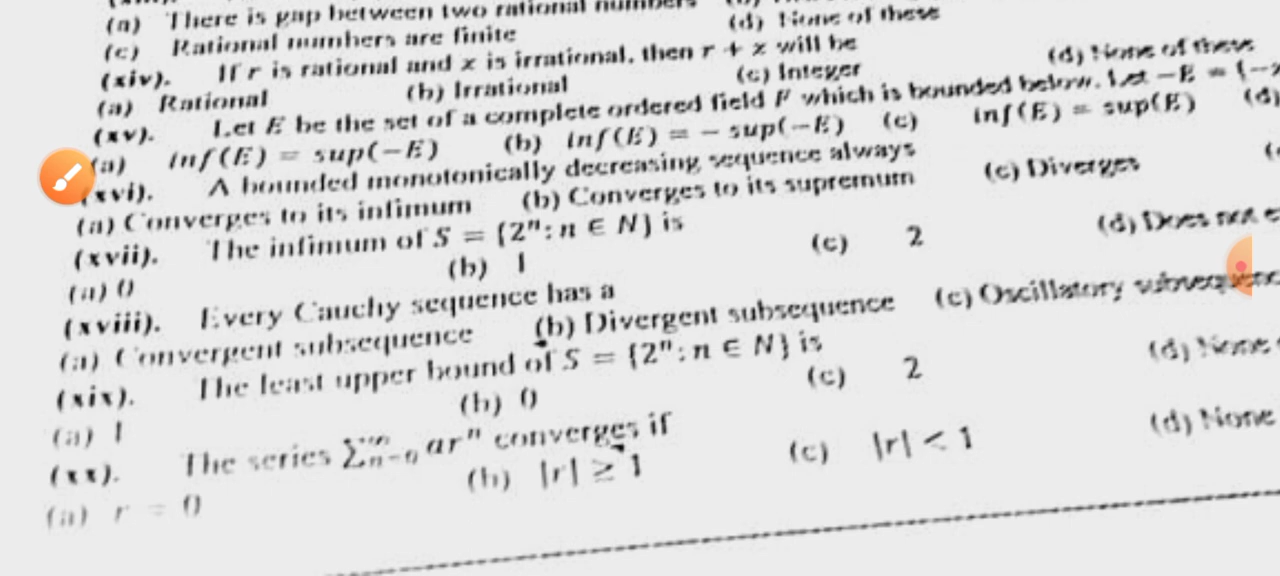 (a) There is gap between two rational numbers
(c) Rational numbers are finite (d) None of these
(xiv). If r is rational and x is irrational, then r + x will be
(a) Rational (b) Irrational (c) Integer (d) None of these
(xv). Let E be the set of a complete ordered field F which is bounded below. Let −E = {−
(a) inf(E) = sup(−E) (b) inf(E) = − sup(−E) (c) inf(E) = sup(E) (d)
(xvi). A bounded monotonically decreasing sequence always
(a) Converges to its infimum (b) Converges to its supremum (c) Diverges
(xvii). The infimum of S = {2ⁿ: n ∈ N} is
(a) 0 (b) 1 (c) 2 (d) Does not
(xviii). Every Cauchy sequence has a
(a) Convergent subsequence (b) Divergent subsequence (c) Oscillatory
(xix). The least upper bound of S = {2ⁿ: n ∈ N} is
(a) 1 (b) 0 (c) 2 (d) None
(xx). The series ∑ₙ₌₀^∞ arⁿ converges if
(a) r = 0 (b) |r| ≥ 1 (c) |r| < 1 (d) None